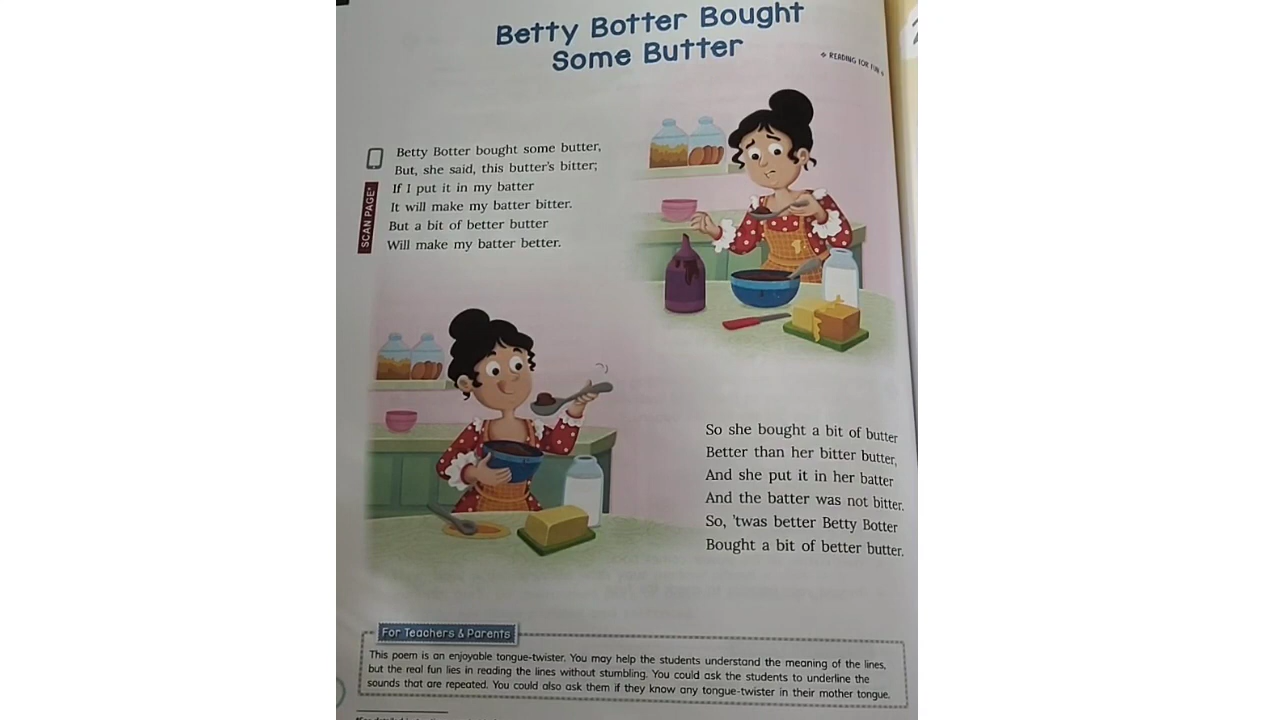 Betty Botter Bought
Some Butter
❖ READING FOR FUN
Betty Botter bought some butter,
But, she said, this butter's bitter;
If I put it in my batter
It will make my batter bitter.
But a bit of better butter
Will make my batter better.
SCAN PAGE*
So she bought a bit of butter
Better than her bitter butter,
And she put it in her batter
And the batter was not bitter.
So, 'twas better Betty Botter
Bought a bit of better butter.
For Teachers & Parents
This poem is an enjoyable tongue-twister. You may help the students understand the meaning of the lines,
but the real fun lies in reading the lines without stumbling. You could ask the students to underline the
sounds that are repeated. You could also ask them if they know any tongue-twister in their mother tongue.